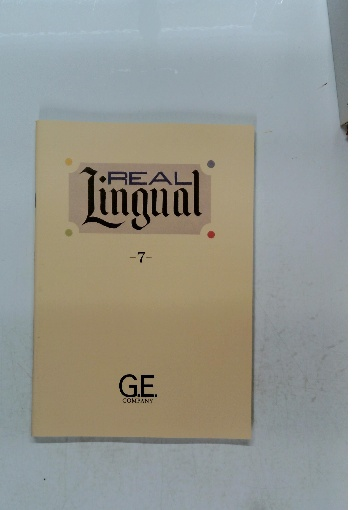 REAL
Lingual
-7-
G.E.
COMPANY